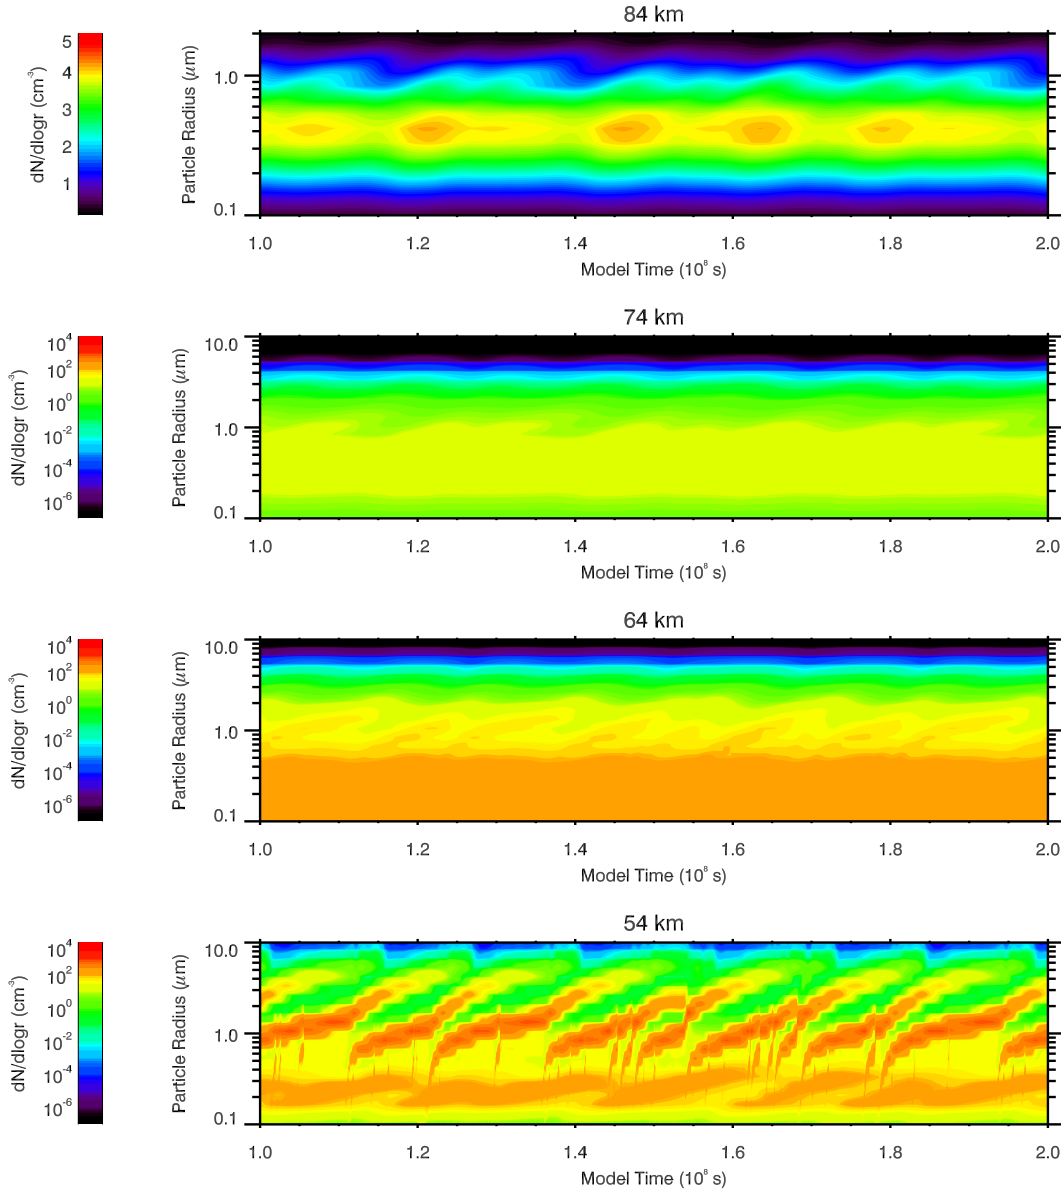 84 km
dN/dlogr (cm⁻³)
5
4
3
2
1
Particle Radius (μm)
1.0
0.1
1.0 1.2 1.4 1.6 1.8 2.0
Model Time (10⁸ s)
74 km
dN/dlogr (cm⁻³)
10⁴
10²
10⁰
10⁻²
10⁻⁴
10⁻⁶
Particle Radius (μm)
10.0
1.0
0.1
1.0 1.2 1.4 1.6 1.8 2.0
Model Time (10⁸ s)
64 km
dN/dlogr (cm⁻³)
10⁴
10²
10⁰
10⁻²
10⁻⁴
10⁻⁶
Particle Radius (μm)
10.0
1.0
0.1
1.0 1.2 1.4 1.6 1.8 2.0
Model Time (10⁸ s)
54 km
dN/dlogr (cm⁻³)
10⁴
10²
10⁰
10⁻²
10⁻⁴
10⁻⁶
Particle Radius (μm)
10.0
1.0
0.1
1.0 1.2 1.4 1.6 1.8 2.0
Model Time (10⁸ s)